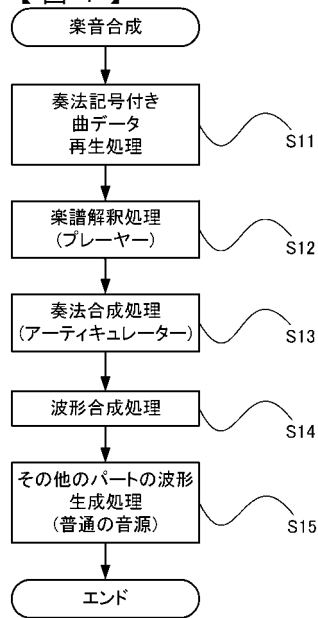 楽音合成
奏法記号付き
曲データ
再生処理
S11
楽譜解釈処理
(プレーヤー)
S12
奏法合成処理
(アーティキュレーター)
S13
波形合成処理
S14
その他のパートの波形
生成処理
(普通の音源)
S15
エンド